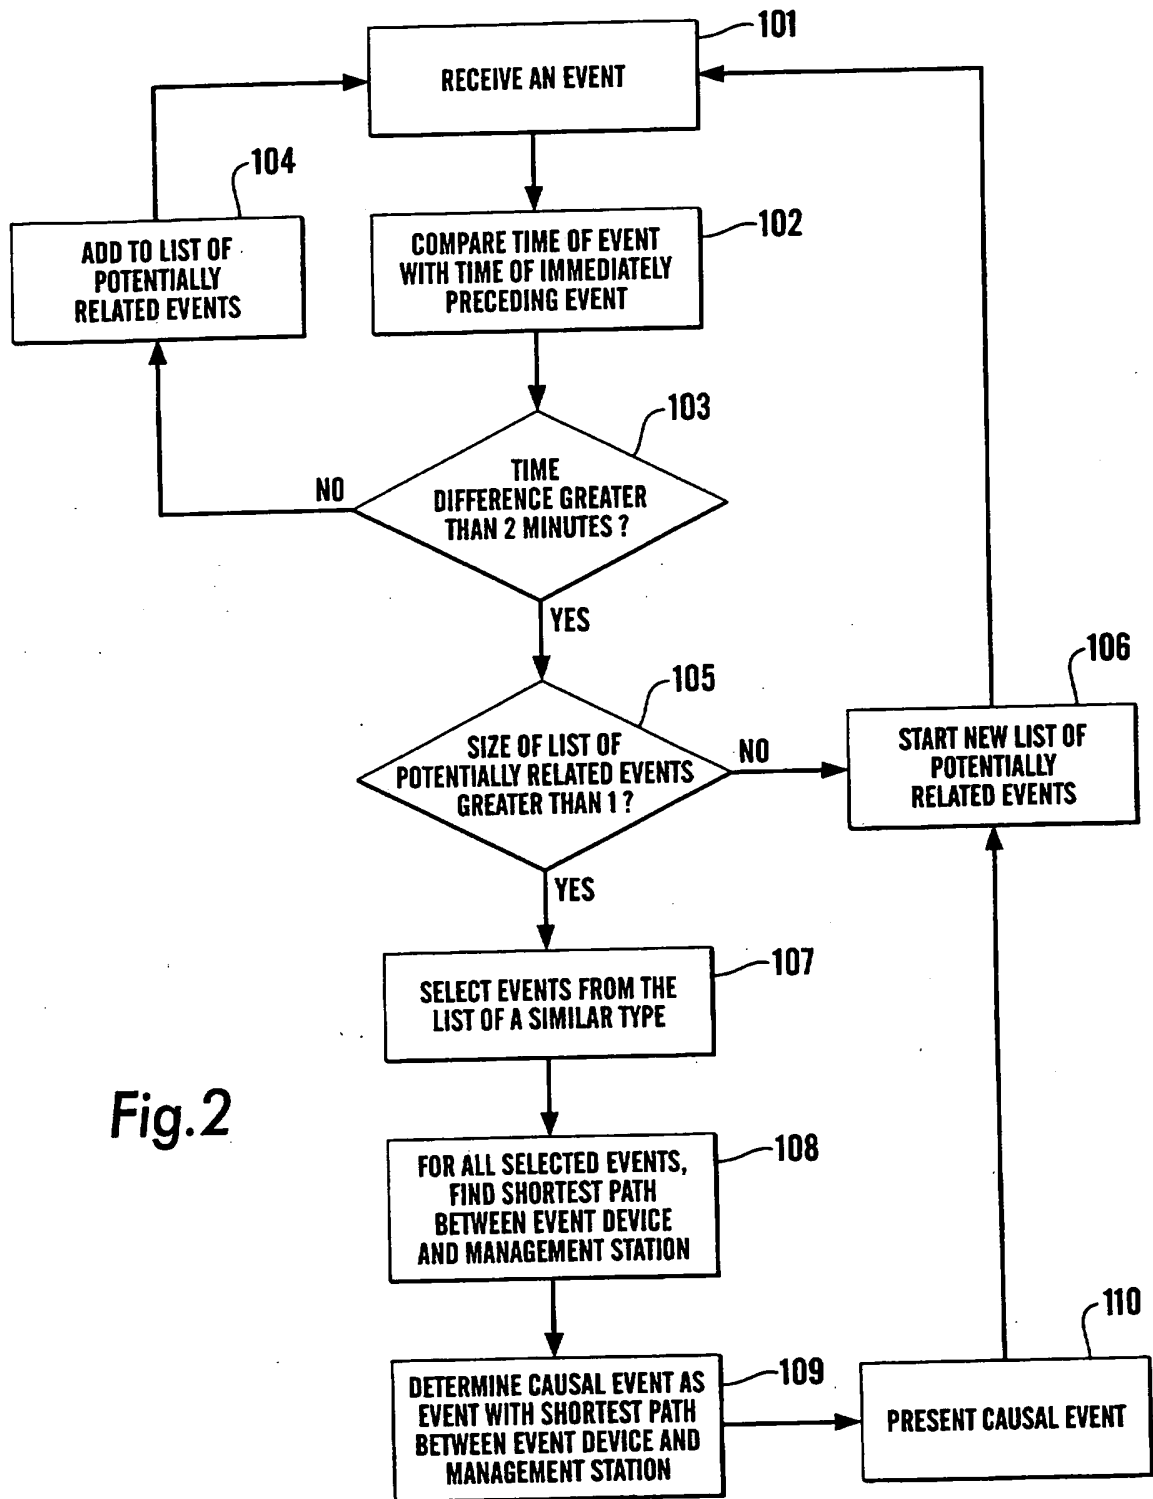 101
RECEIVE AN EVENT
104
ADD TO LIST OF
POTENTIALLY
RELATED EVENTS
102
COMPARE TIME OF EVENT
WITH TIME OF IMMEDIATELY
PRECEDING EVENT
103
TIME
DIFFERENCE GREATER
THAN 2 MINUTES ?
NO
YES
105
SIZE OF LIST OF
POTENTIALLY RELATED EVENTS
GREATER THAN 1 ?
NO
106
START NEW LIST OF
POTENTIALLY
RELATED EVENTS
YES
107
SELECT EVENTS FROM THE
LIST OF A SIMILAR TYPE
Fig.2
108
FOR ALL SELECTED EVENTS,
FIND SHORTEST PATH
BETWEEN EVENT DEVICE
AND MANAGEMENT STATION
109
DETERMINE CAUSAL EVENT AS
EVENT WITH SHORTEST PATH
BETWEEN EVENT DEVICE AND
MANAGEMENT STATION
110
PRESENT CAUSAL EVENT